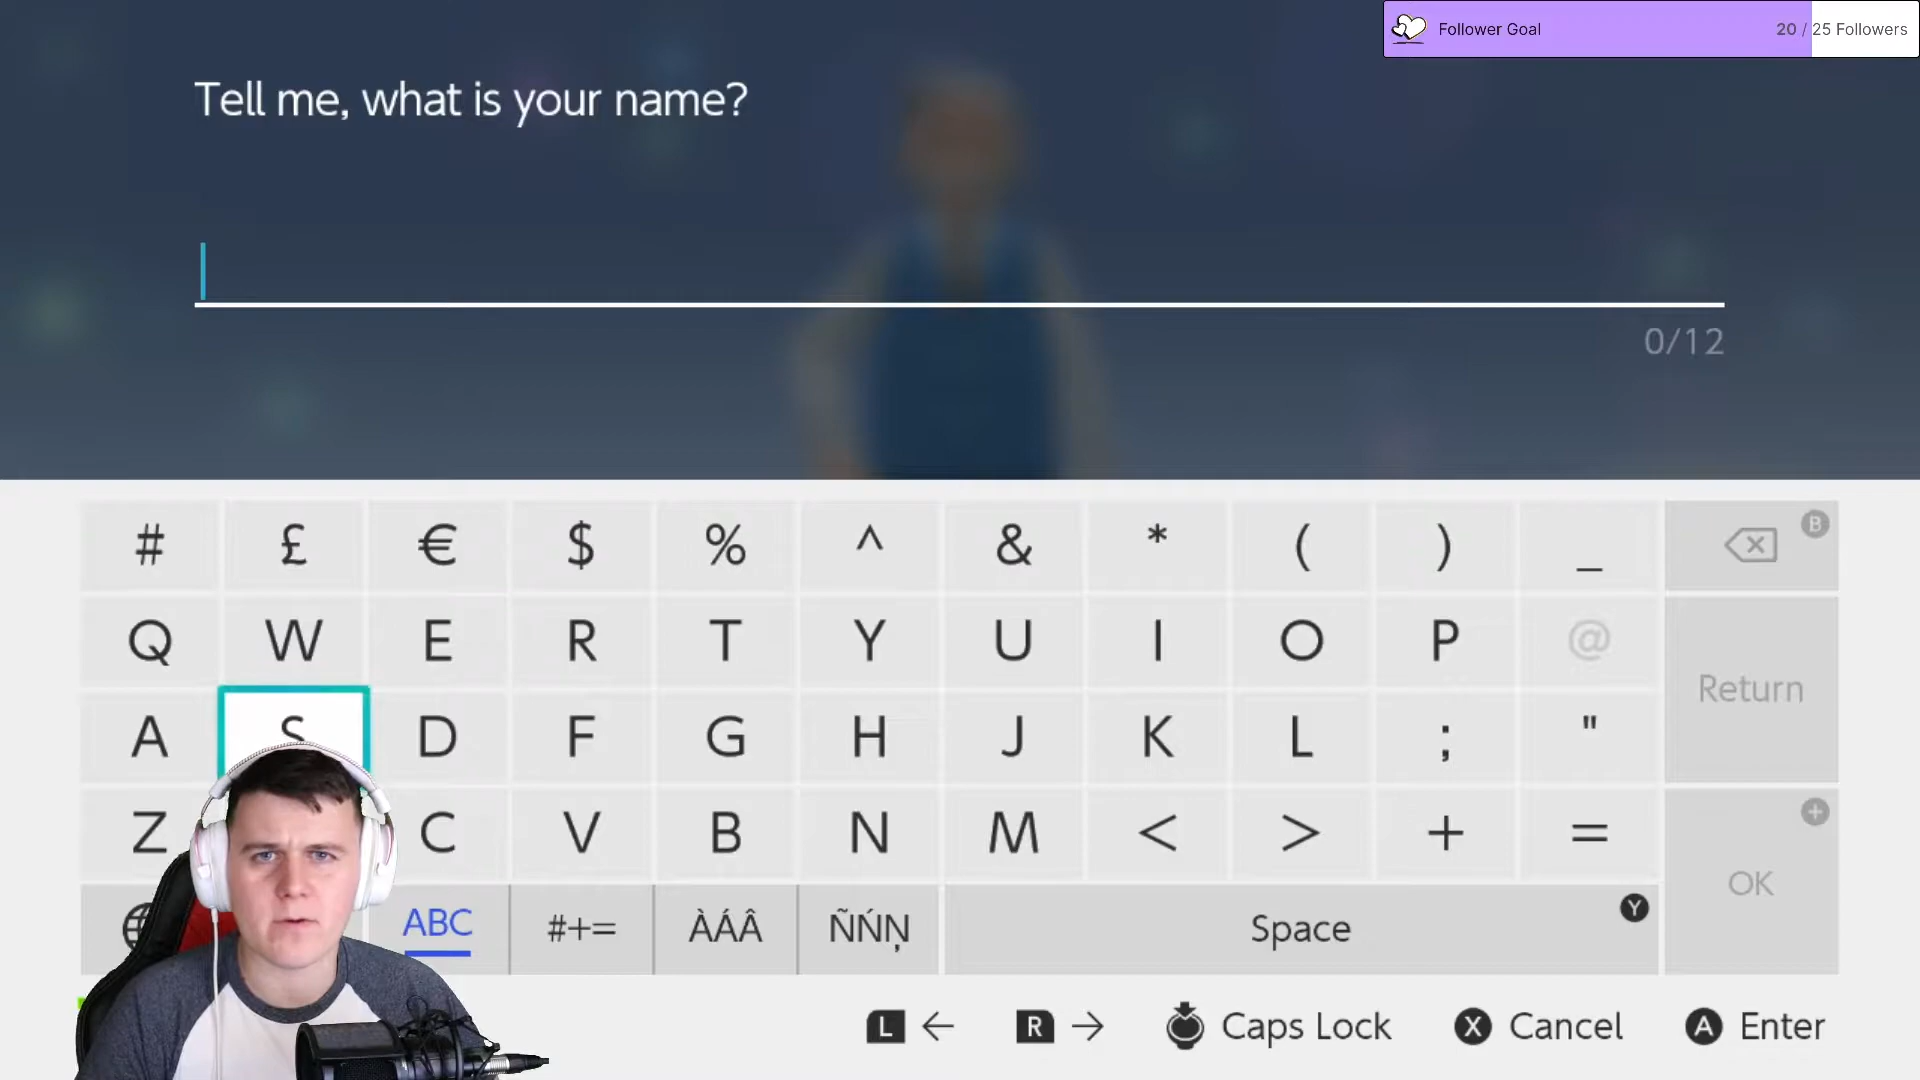 Follower Goal 20 / 25 Followers
Tell me, what is your name?
0/12
# £ € $ % ^ & * ( ) _ B
Q W E R T Y U I O P @ Return
A S D F G H J K L ; "
Z C V B N M < > + = + OK
ABC #+= ÀÁÂ ÑŃŅ Space Y
L ← R → Caps Lock X Cancel A Enter